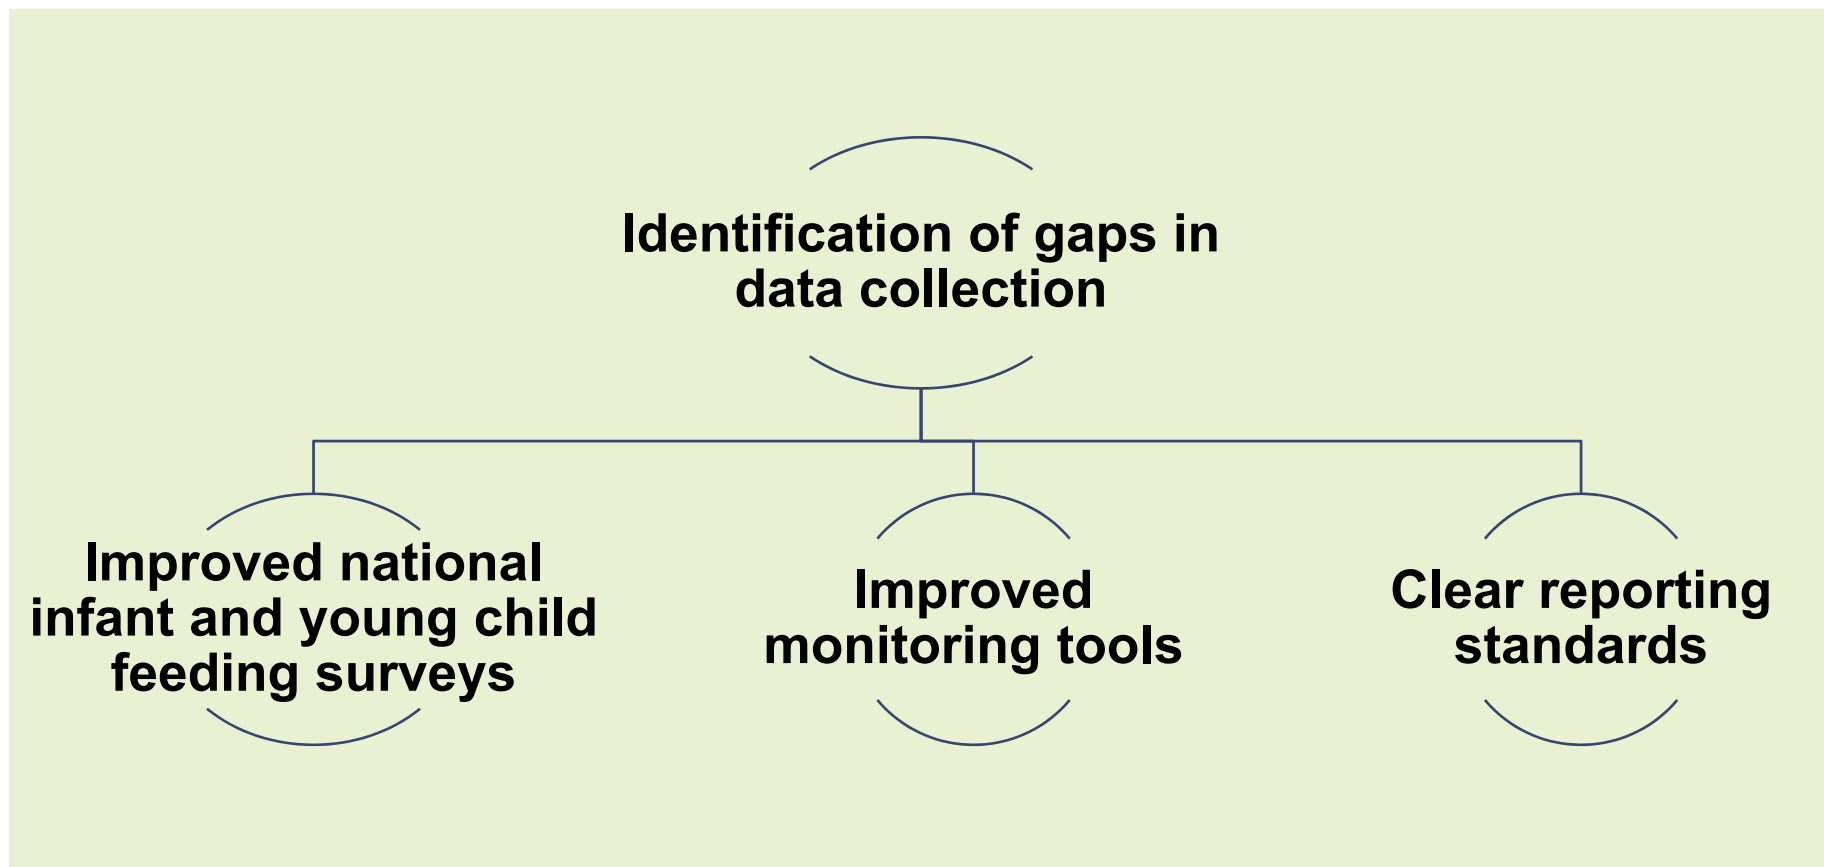 Identification of gaps in
data collection
Improved national
infant and young child
feeding surveys
Improved
monitoring tools
Clear reporting
standards